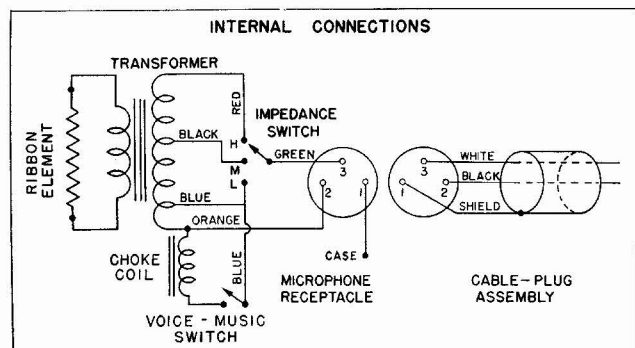 INTERNAL CONNECTIONS
TRANSFORMER
RIBBON ELEMENT
RED
IMPEDANCE
SWITCH
BLACK
H
M
L
GREEN
3
2
1
3
1
2
WHITE
BLACK
SHIELD
BLUE
ORANGE
CHOKE
COIL
BLUE
CASE
MICROPHONE
RECEPTACLE
CABLE-PLUG
ASSEMBLY
VOICE - MUSIC
SWITCH